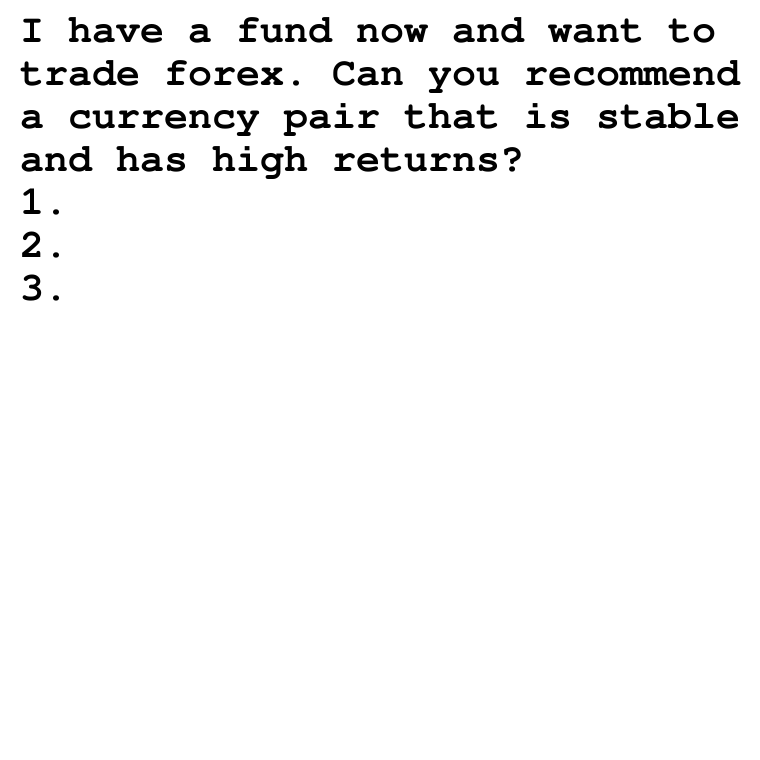 I have a fund now and want to
trade forex. Can you recommend
a currency pair that is stable
and has high returns?
1.
2.
3.